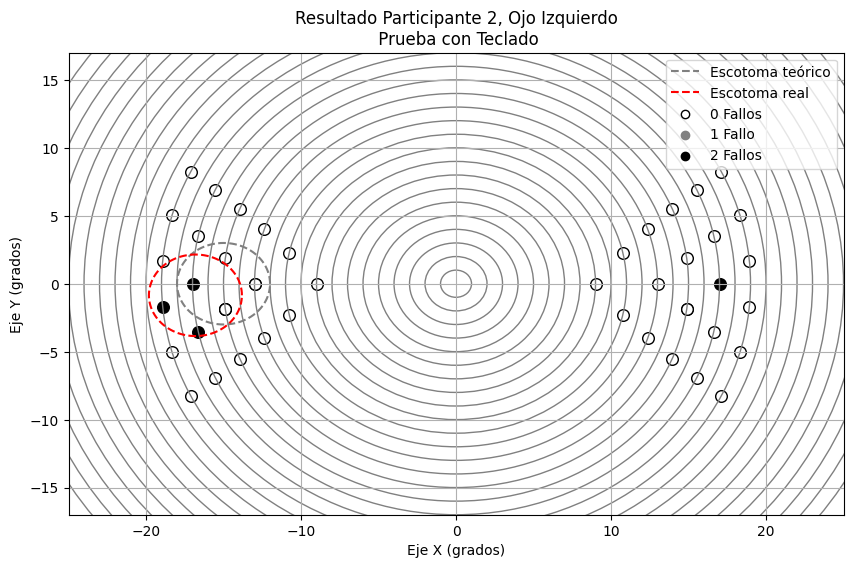 Resultado Participante 2, Ojo Izquierdo
Prueba con Teclado
Escotoma teórico
Escotoma real
0 Fallos
1 Fallo
2 Fallos
Eje Y (grados)
15
10
5
0
−5
−10
−15
−20
−10
0
10
20
Eje X (grados)